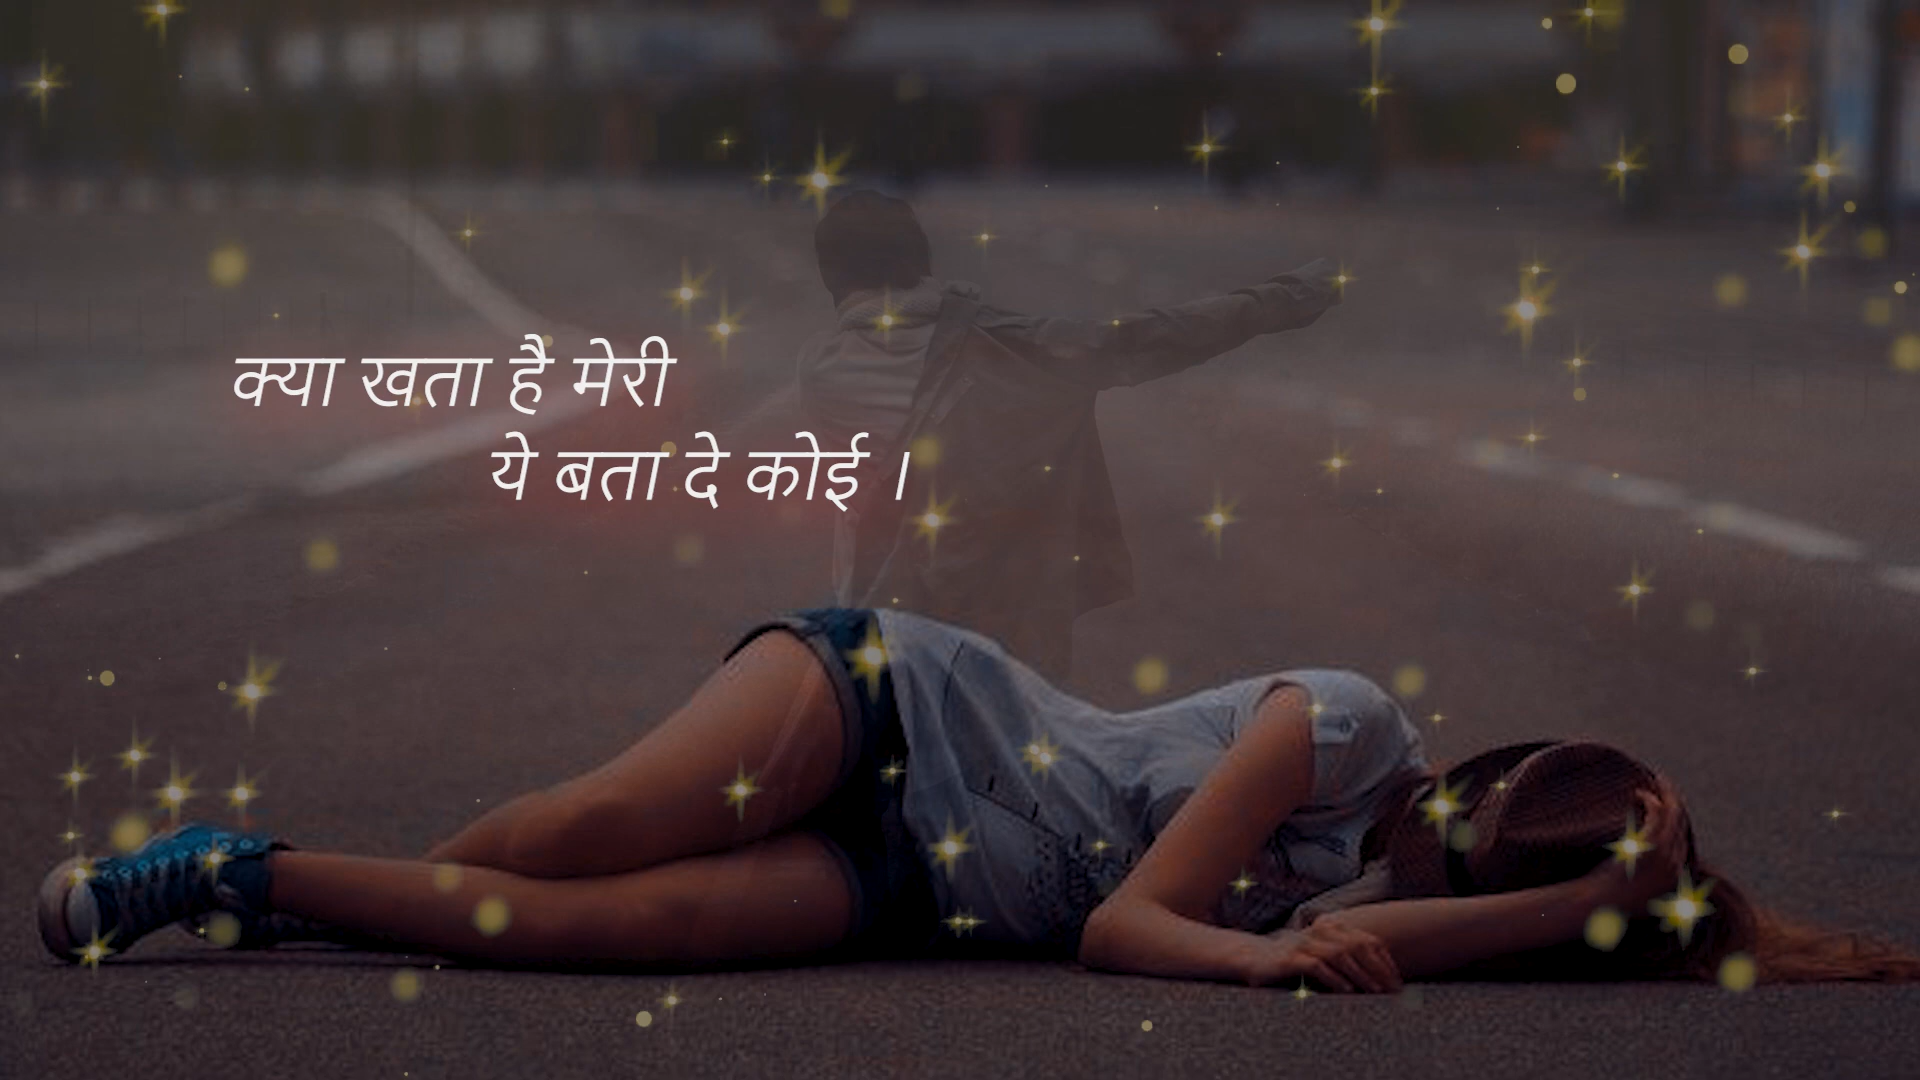 क्या खता है मेरी
ये बता दे कोई ।